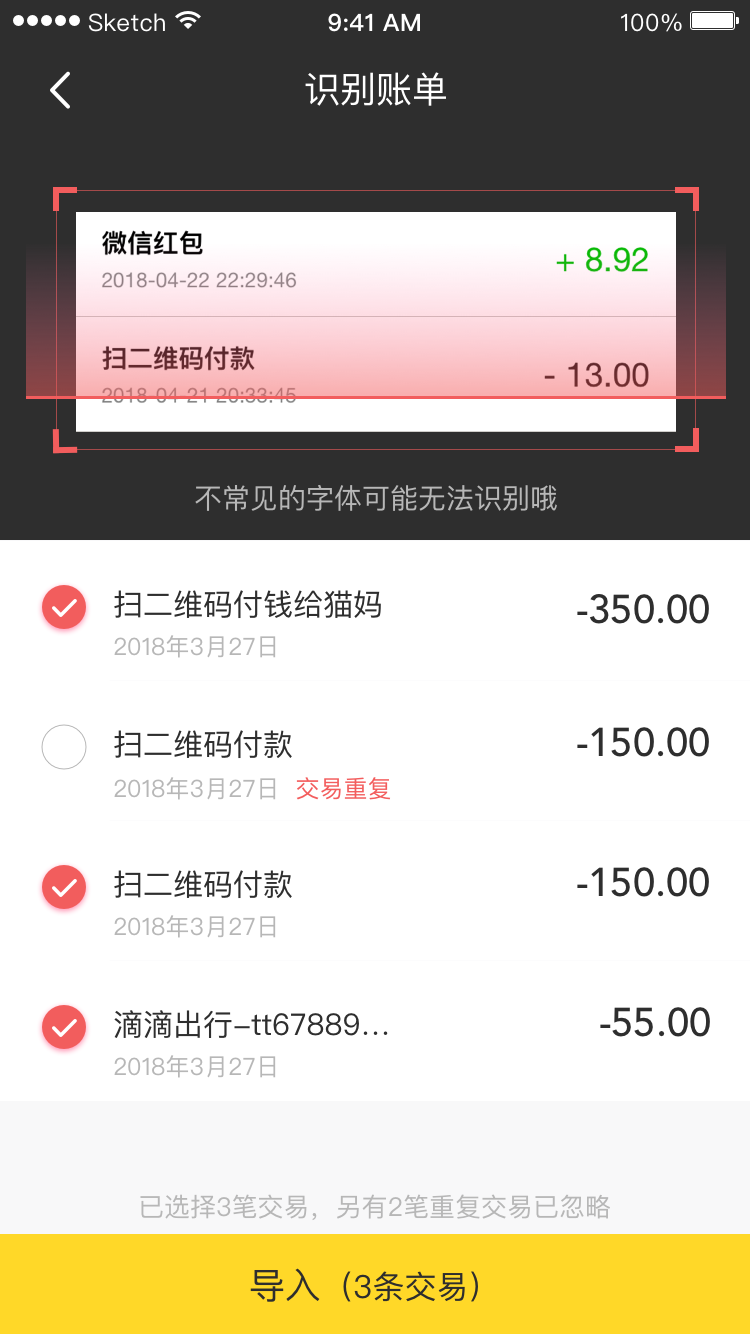 Sketch 9:41 AM 100%
识别账单
微信红包
+ 8.92
2018-04-22 22:29:46
扫二维码付款
- 13.00
2018-04-21 20:33:45
不常见的字体可能无法识别哦
扫二维码付钱给猫妈
-350.00
2018年3月27日
扫二维码付款
-150.00
2018年3月27日 交易重复
扫二维码付款
-150.00
2018年3月27日
滴滴出行-tt67889...
-55.00
2018年3月27日
已选择3笔交易，另有2笔重复交易已忽略
导入（3条交易）